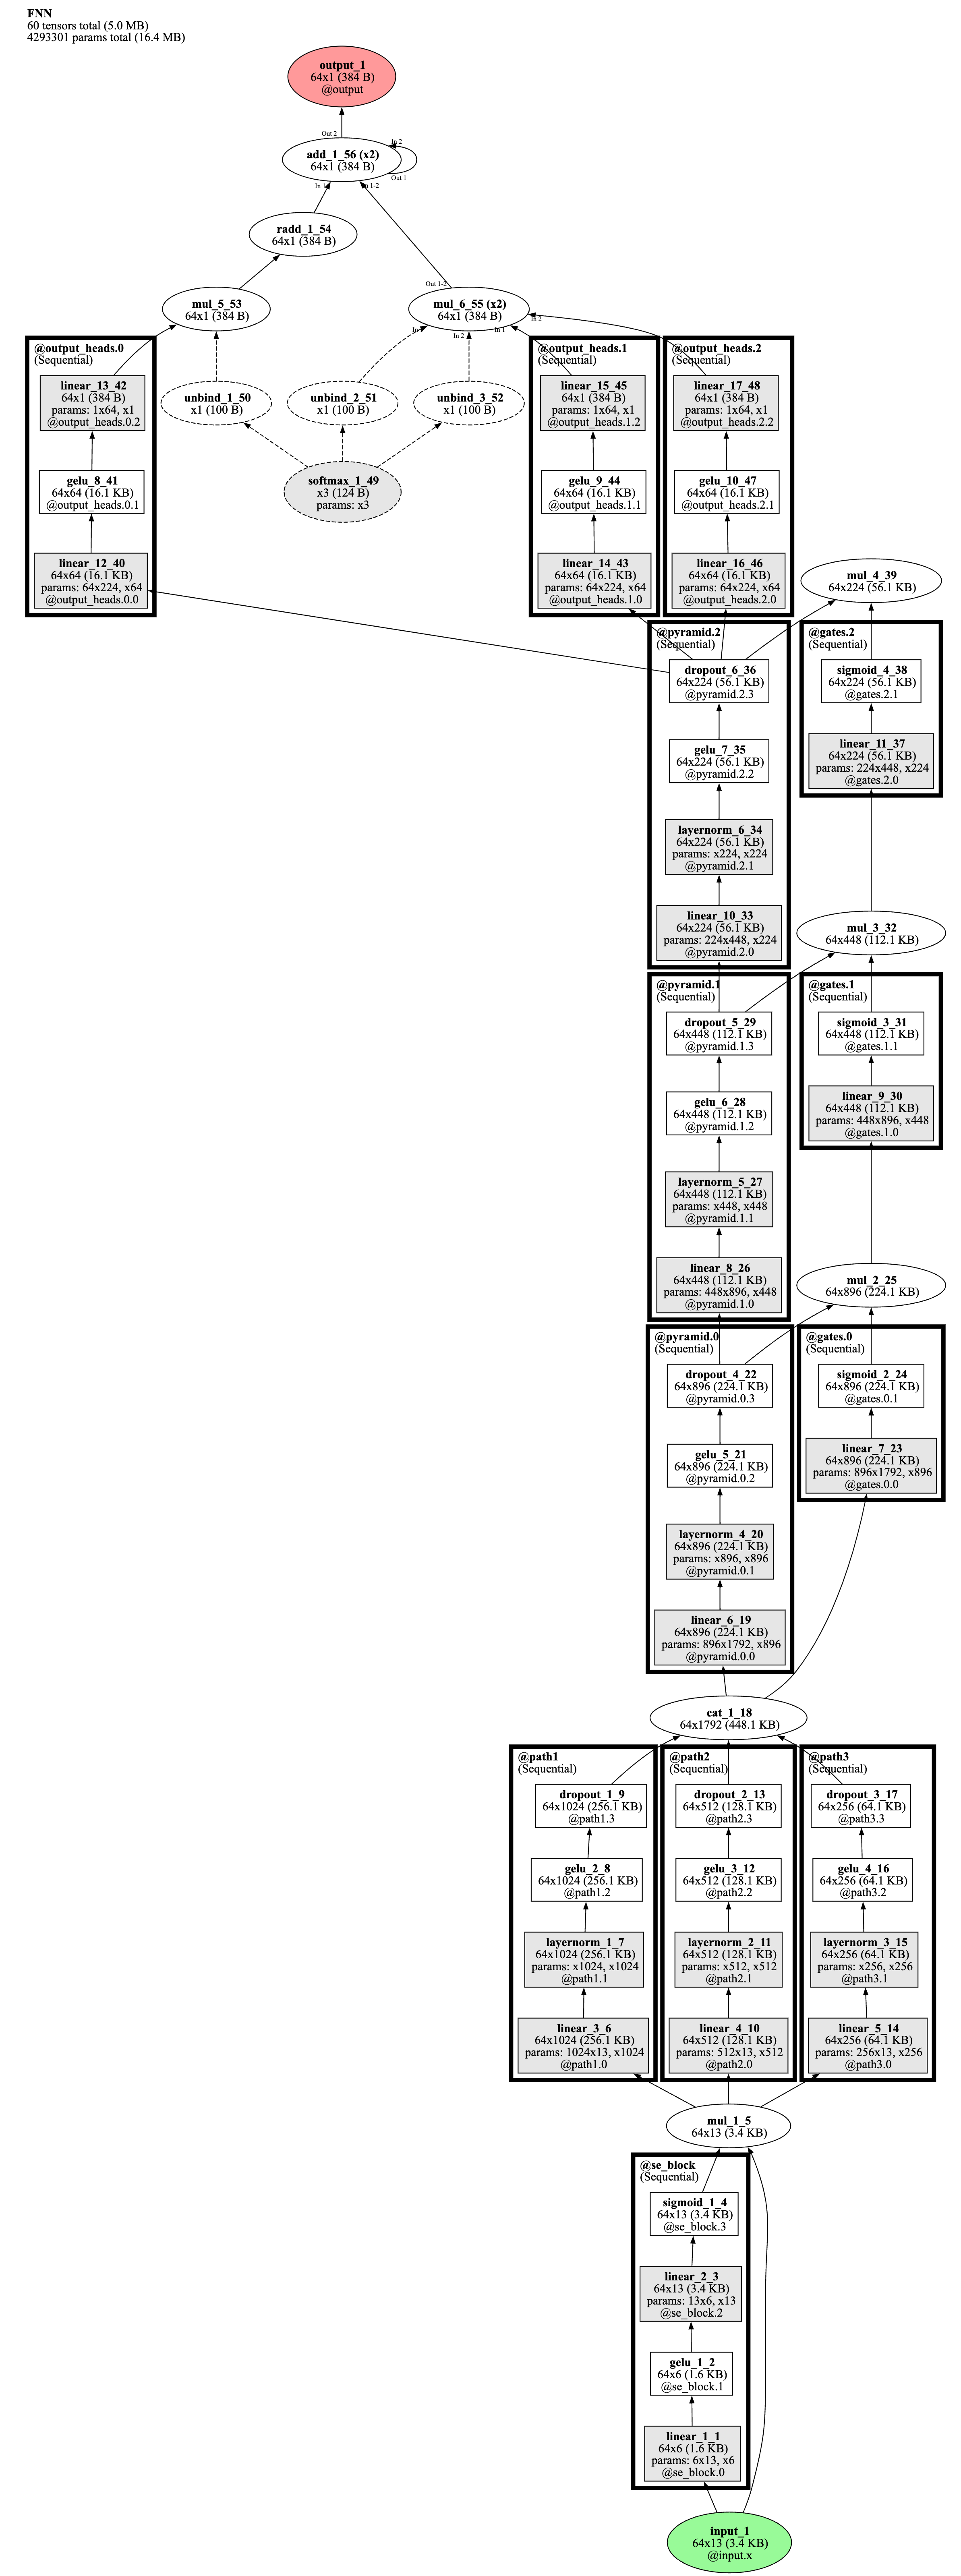 FNN
60 tensors total (5.0 MB)
4293301 params total (16.4 MB)
output_1
64x1 (384 B)
@output
Out 2
In 2
add_1_56 (x2)
64x1 (384 B)
Out 1
In 1
In 1-2
radd_1_54
64x1 (384 B)
Out 1-2
mul_5_53
64x1 (384 B)
mul_6_55 (x2)
64x1 (384 B)
In 2
In 1
In 2
@output_heads.0
(Sequential)
linear_13_42
64x1 (384 B)
params: 1x64, x1
@output_heads.0.2
gelu_8_41
64x64 (16.1 KB)
@output_heads.0.1
linear_12_40
64x64 (16.1 KB)
params: 64x224, x64
@output_heads.0.0
unbind_1_50
x1 (100 B)
unbind_2_51
x1 (100 B)
unbind_3_52
x1 (100 B)
softmax_1_49
x3 (124 B)
params: x3
@output_heads.1
(Sequential)
linear_15_45
64x1 (384 B)
params: 1x64, x1
@output_heads.1.2
gelu_9_44
64x64 (16.1 KB)
@output_heads.1.1
linear_14_43
64x64 (16.1 KB)
params: 64x224, x64
@output_heads.1.0
@output_heads.2
(Sequential)
linear_17_48
64x1 (384 B)
params: 1x64, x1
@output_heads.2.2
gelu_10_47
64x64 (16.1 KB)
@output_heads.2.1
linear_16_46
64x64 (16.1 KB)
params: 64x224, x64
@output_heads.2.0
mul_4_39
64x224 (56.1 KB)
@pyramid.2
(Sequential)
dropout_6_36
64x224 (56.1 KB)
@pyramid.2.3
gelu_7_35
64x224 (56.1 KB)
@pyramid.2.2
layernorm_6_34
64x224 (56.1 KB)
params: x224, x224
@pyramid.2.1
linear_10_33
64x224 (56.1 KB)
params: 224x448, x224
@pyramid.2.0
@gates.2
(Sequential)
sigmoid_4_38
64x224 (56.1 KB)
@gates.2.1
linear_11_37
64x224 (56.1 KB)
params: 224x448, x224
@gates.2.0
mul_3_32
64x448 (112.1 KB)
@pyramid.1
(Sequential)
dropout_5_29
64x448 (112.1 KB)
@pyramid.1.3
gelu_6_28
64x448 (112.1 KB)
@pyramid.1.2
layernorm_5_27
64x448 (112.1 KB)
params: x448, x448
@pyramid.1.1
linear_8_26
64x448 (112.1 KB)
params: 448x896, x448
@pyramid.1.0
@gates.1
(Sequential)
sigmoid_3_31
64x448 (112.1 KB)
@gates.1.1
linear_9_30
64x448 (112.1 KB)
params: 448x896, x448
@gates.1.0
mul_2_25
64x896 (224.1 KB)
@pyramid.0
(Sequential)
dropout_4_22
64x896 (224.1 KB)
@pyramid.0.3
gelu_5_21
64x896 (224.1 KB)
@pyramid.0.2
layernorm_4_20
64x896 (224.1 KB)
params: x896, x896
@pyramid.0.1
linear_6_19
64x896 (224.1 KB)
params: 896x1792, x896
@pyramid.0.0
@gates.0
(Sequential)
sigmoid_2_24
64x896 (224.1 KB)
@gates.0.1
linear_7_23
64x896 (224.1 KB)
params: 896x1792, x896
@gates.0.0
cat_1_18
64x1792 (448.1 KB)
@path1
(Sequential)
dropout_1_9
64x1024 (256.1 KB)
@path1.3
gelu_2_8
64x1024 (256.1 KB)
@path1.2
layernorm_1_7
64x1024 (256.1 KB)
params: x1024, x1024
@path1.1
linear_3_6
64x1024 (256.1 KB)
params: 1024x13, x1024
@path1.0
@path2
(Sequential)
dropout_2_13
64x512 (128.1 KB)
@path2.3
gelu_3_12
64x512 (128.1 KB)
@path2.2
layernorm_2_11
64x512 (128.1 KB)
params: x512, x512
@path2.1
linear_4_10
64x512 (128.1 KB)
params: 512x13, x512
@path2.0
@path3
(Sequential)
dropout_3_17
64x256 (64.1 KB)
@path3.3
gelu_4_16
64x256 (64.1 KB)
@path3.2
layernorm_3_15
64x256 (64.1 KB)
params: x256, x256
@path3.1
linear_5_14
64x256 (64.1 KB)
params: 256x13, x256
@path3.0
mul_1_5
64x13 (3.4 KB)
@se_block
(Sequential)
sigmoid_1_4
64x13 (3.4 KB)
@se_block.3
linear_2_3
64x13 (3.4 KB)
params: 13x6, x13
@se_block.2
gelu_1_2
64x6 (1.6 KB)
@se_block.1
linear_1_1
64x6 (1.6 KB)
params: 6x13, x6
@se_block.0
input_1
64x13 (3.4 KB)
@input.x